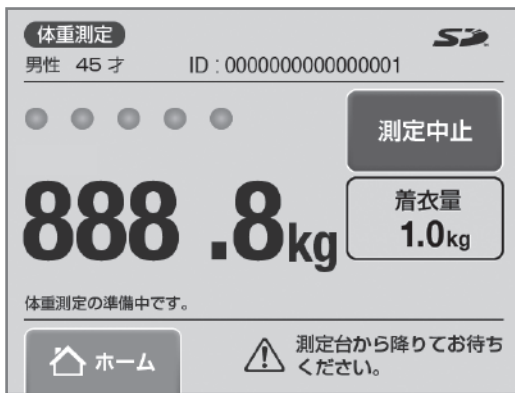 体重測定
SD
男性 45才 ID : 0000000000000001
測定中止
888.8kg
着衣量
1.0kg
体重測定の準備中です。
ホーム
測定台から降りてお待ち
ください。